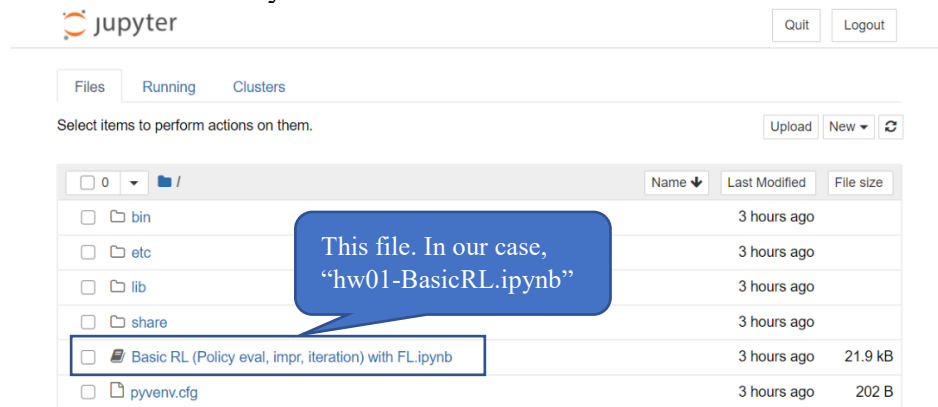 jupyter
Quit Logout
Files Running Clusters
Select items to perform actions on them.
Upload New
0 /
Name Last Modified File size
bin 3 hours ago
etc 3 hours ago
lib 3 hours ago
share 3 hours ago
This file. In our case,
“hw01-BasicRL.ipynb”
Basic RL (Policy eval, impr, iteration) with FL.ipynb 3 hours ago 21.9 kB
pyvenv.cfg 3 hours ago 202 B